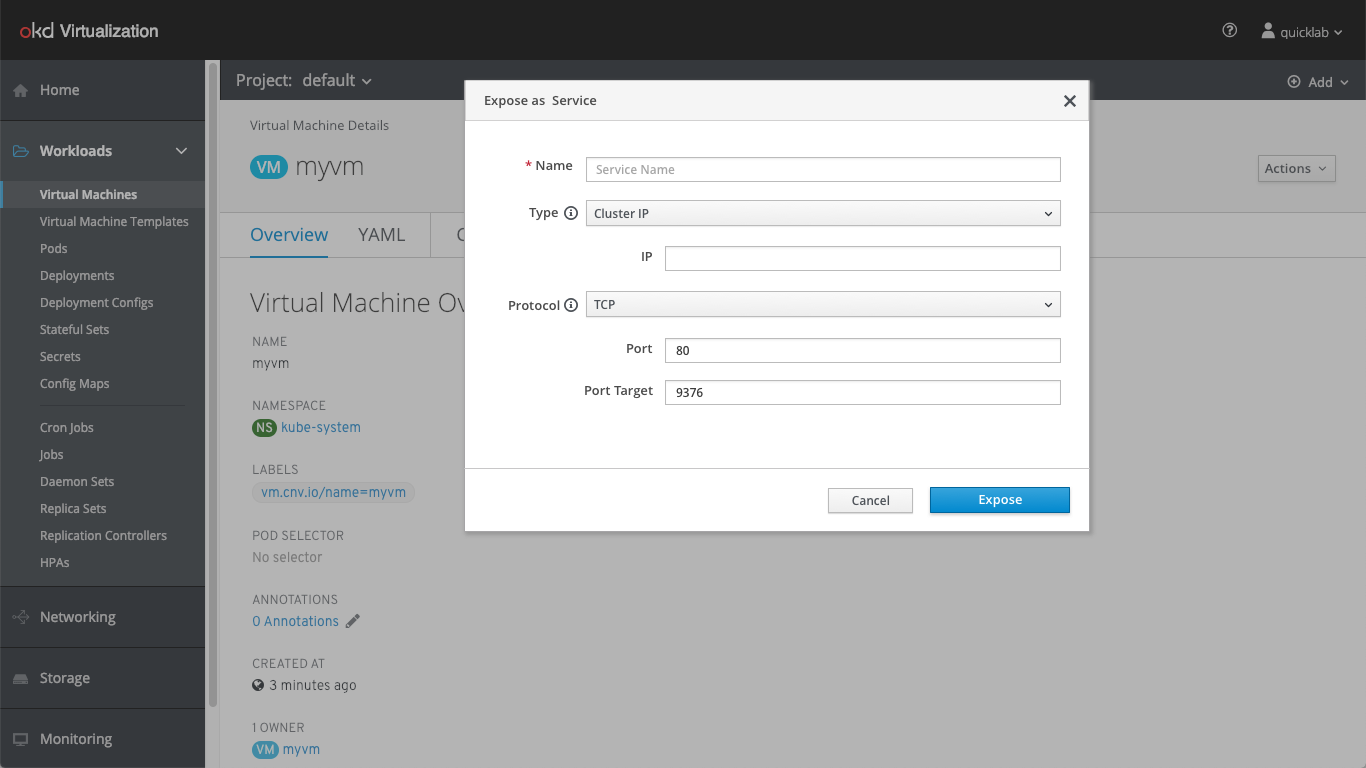 okd Virtualization
quicklab
Home
Workloads
Virtual Machines
Virtual Machine Templates
Pods
Deployments
Deployment Configs
Stateful Sets
Secrets
Config Maps
Cron Jobs
Jobs
Daemon Sets
Replica Sets
Replication Controllers
HPAs
Networking
Storage
Monitoring
Project: default
Add
Virtual Machine Details
VM myvm
Actions
Overview YAML
Virtual Machine Ov
NAME
myvm
NAMESPACE
NS kube-system
LABELS
vm.cnv.io/name=myvm
POD SELECTOR
No selector
ANNOTATIONS
0 Annotations
CREATED AT
3 minutes ago
1 OWNER
VM myvm
Expose as Service
* Name Service Name
Type Cluster IP
IP
Protocol TCP
Port 80
Port Target 9376
Cancel Expose